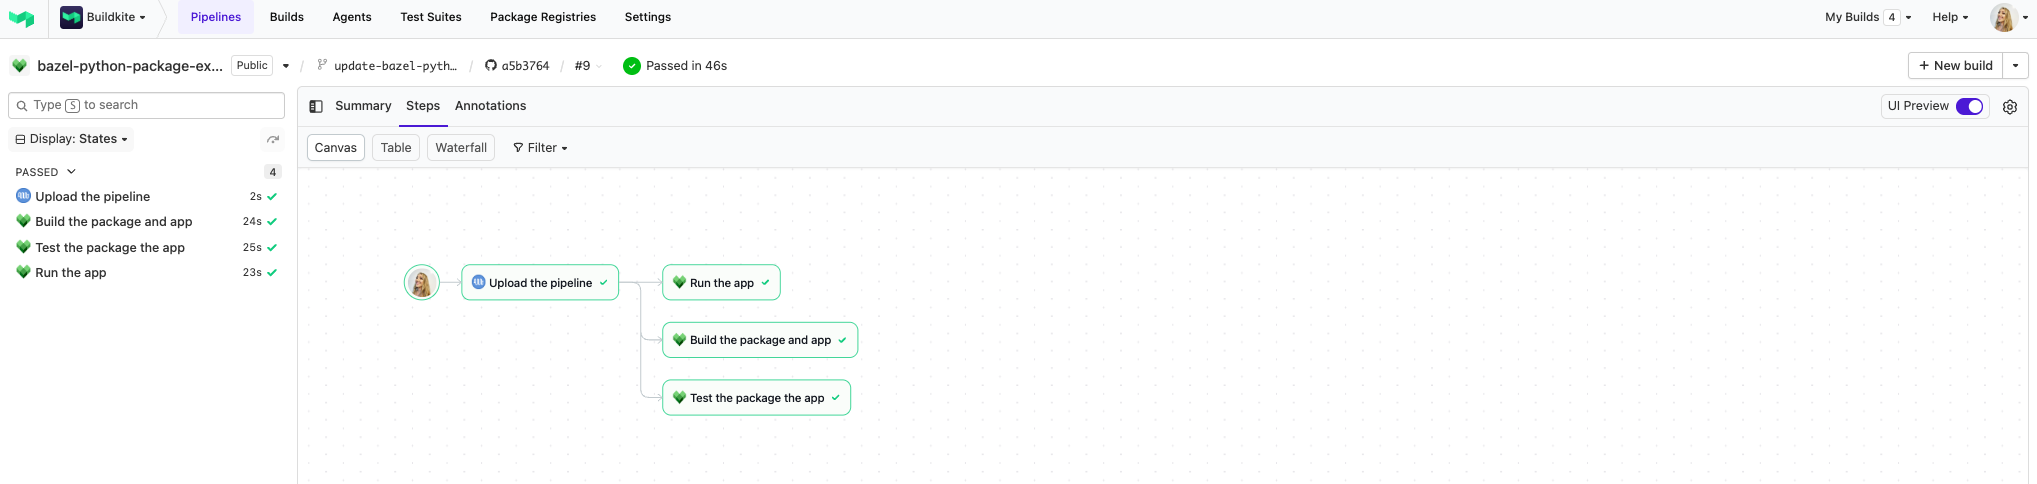 Buildkite
Pipelines
Builds
Agents
Test Suites
Package Registries
Settings
My Builds 4
Help
bazel-python-package-ex...
Public
/
update-bazel-pyth…
/
a5b3764
/
#9
Passed in 46s
+ New build
Type S to search
Summary
Steps
Annotations
UI Preview
Display: States
Canvas
Table
Waterfall
Filter
PASSED 4
Upload the pipeline 2s
Build the package and app 24s
Test the package the app 25s
Run the app 23s
Upload the pipeline
Run the app
Build the package and app
Test the package the app